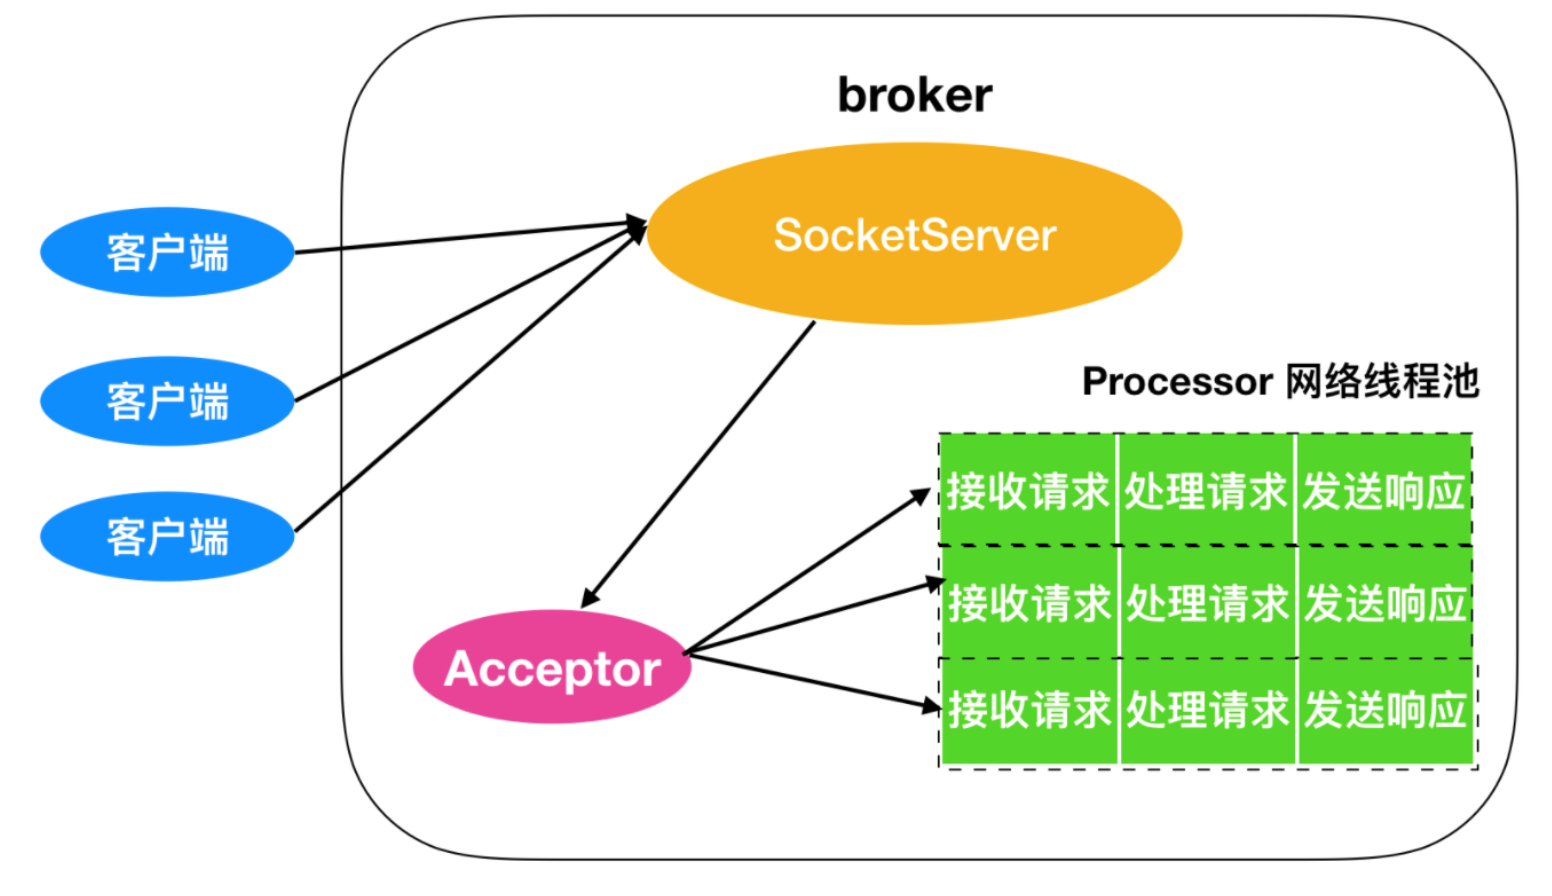 broker
SocketServer
客户端
客户端
客户端
Processor 网络线程池
接收请求 处理请求 发送响应
接收请求 处理请求 发送响应
接收请求 处理请求 发送响应
Acceptor